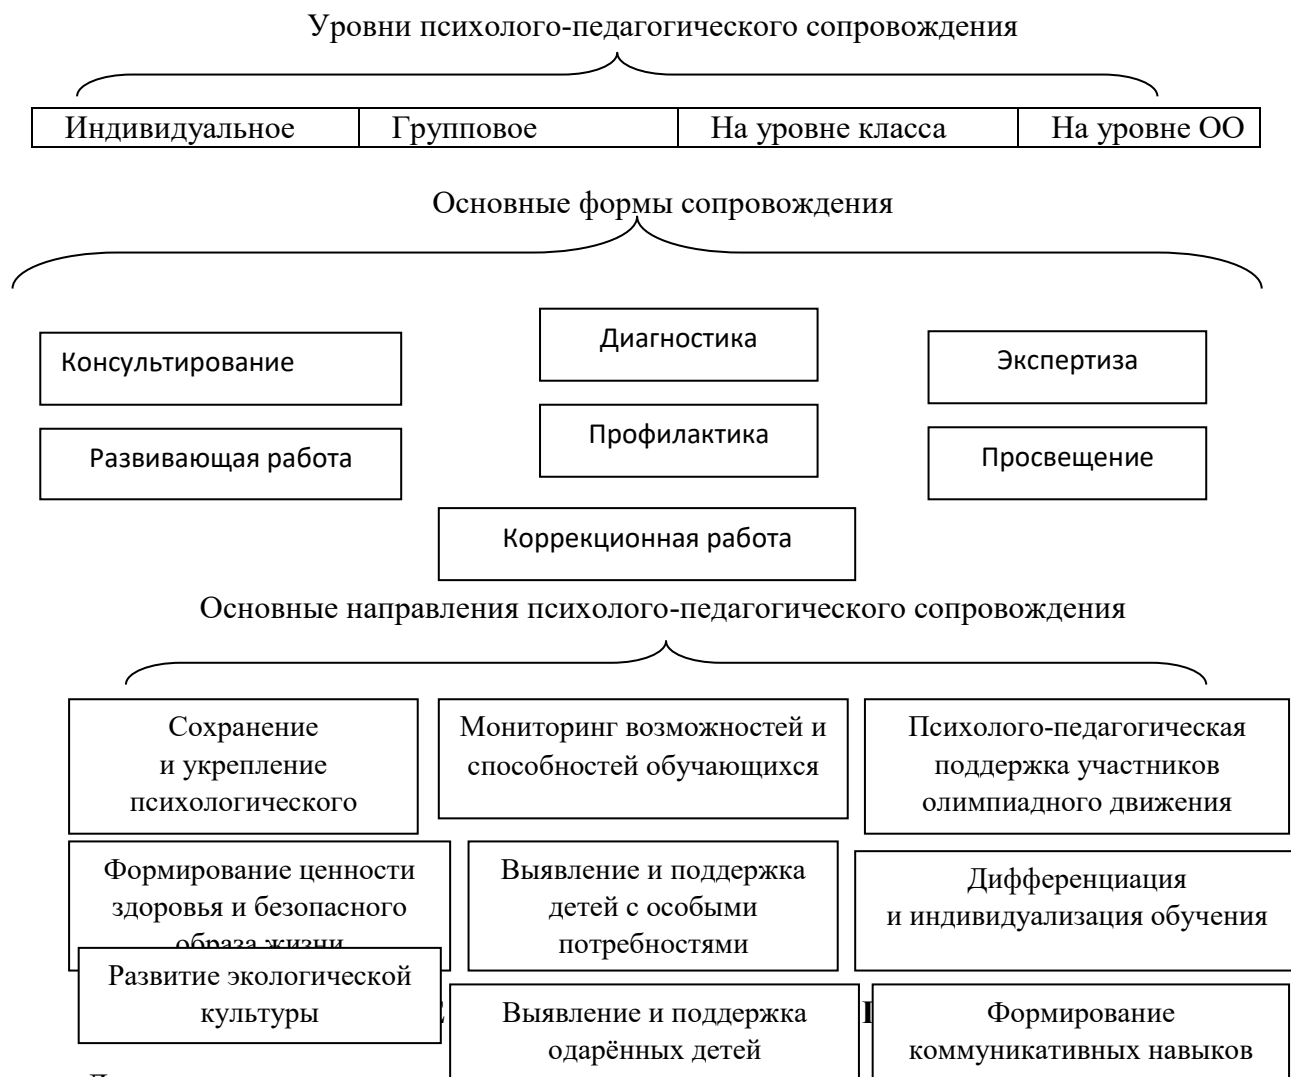 Уровни психолого-педагогического сопровождения
Индивидуальное Групповое На уровне класса На уровне ОО
Основные формы сопровождения
Консультирование
Диагностика
Экспертиза
Развивающая работа
Профилактика
Просвещение
Коррекционная работа
Основные направления психолого-педагогического сопровождения
Сохранение
и укрепление
психологического
Мониторинг возможностей и
способностей обучающихся
Психолого-педагогическая
поддержка участников
олимпиадного движения
Формирование ценности
здоровья и безопасного
образа жизни
Выявление и поддержка
детей с особыми
потребностями
Дифференциация
и индивидуализация обучения
Развитие экологической
культуры
Выявление и поддержка
одарённых детей
Формирование
коммуникативных навыков